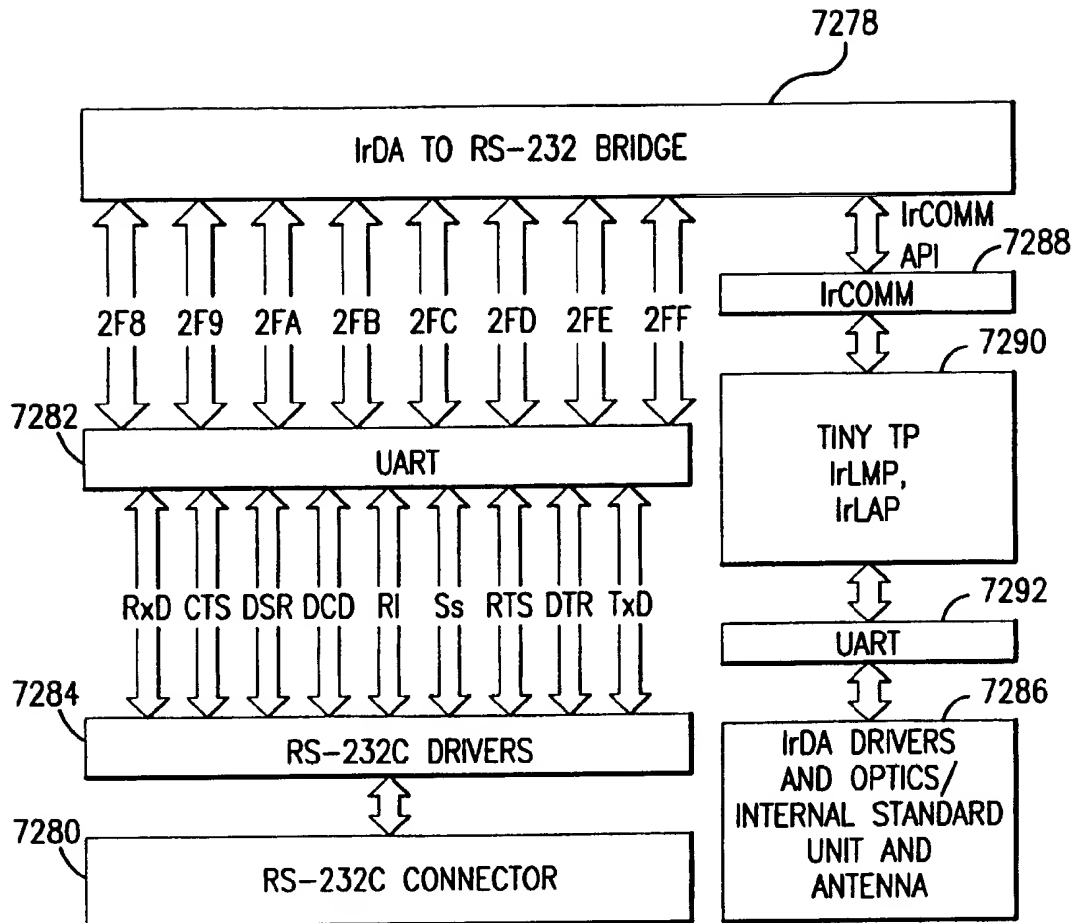 7278
IrDA TO RS-232 BRIDGE
IrCOMM
API
7288
IrCOMM
2F8 2F9 2FA 2FB 2FC 2FD 2FE 2FF
7290
TINY TP
IrLMP,
IrLAP
7282
UART
RxD CTS DSR DCD RI Ss RTS DTR TxD
7292
UART
7284
RS-232C DRIVERS
7286
IrDA DRIVERS
AND OPTICS/
INTERNAL STANDARD
UNIT AND
ANTENNA
7280
RS-232C CONNECTOR